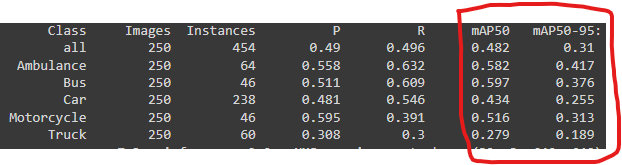 Class Images Instances P R mAP50 mAP50-95:
all 250 454 0.49 0.496 0.482 0.31
Ambulance 250 64 0.558 0.632 0.582 0.417
Bus 250 46 0.511 0.609 0.597 0.376
Car 250 238 0.481 0.546 0.434 0.255
Motorcycle 250 46 0.595 0.391 0.516 0.313
Truck 250 60 0.308 0.3 0.279 0.189